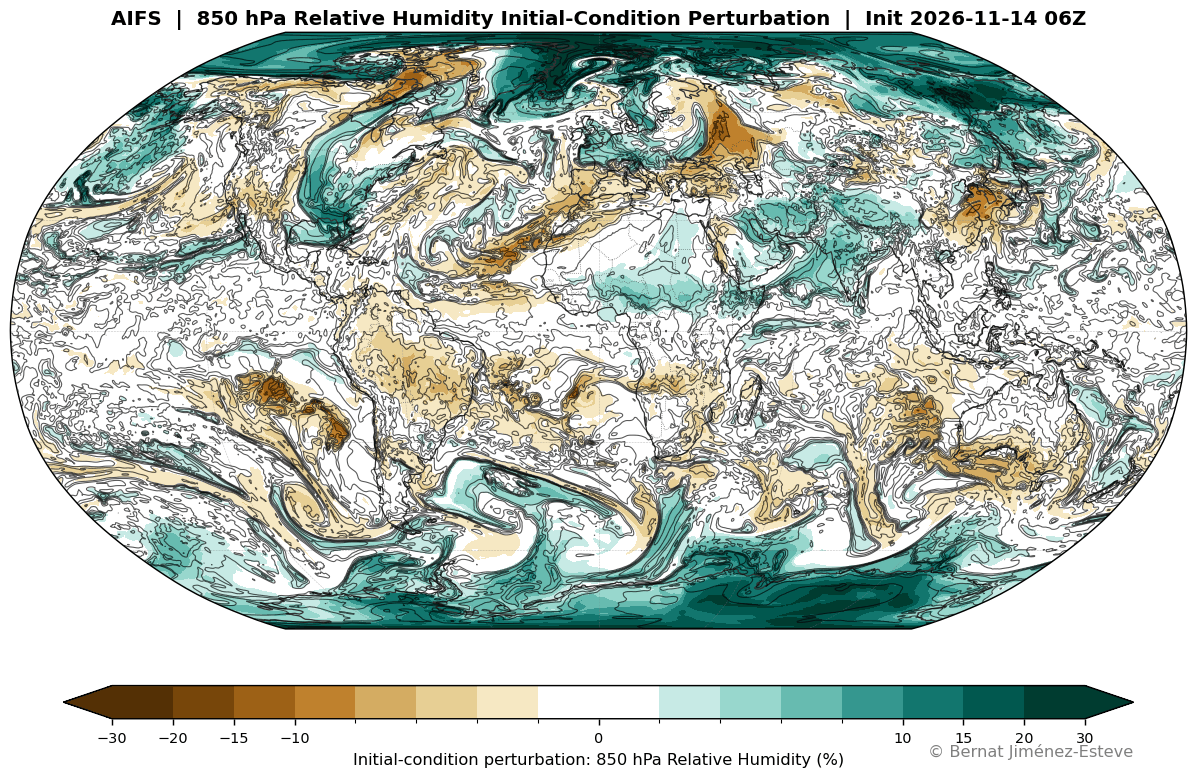 AIFS | 850 hPa Relative Humidity Initial-Condition Perturbation | Init 2026-11-14 06Z
−30 −20 −15 −10 0 10 15 20 30
Initial-condition perturbation: 850 hPa Relative Humidity (%)
© Bernat Jiménez-Esteve